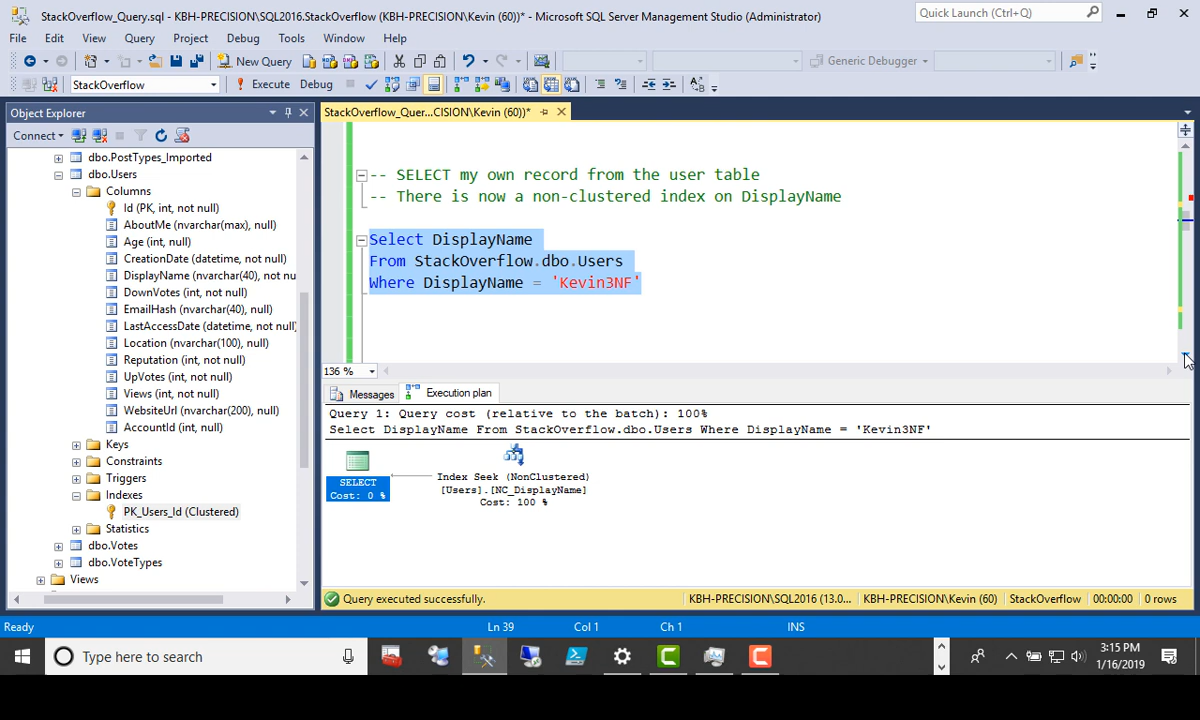 StackOverflow_Query.sql - KBH-PRECISION\SQL2016.StackOverflow (KBH-PRECISION\Kevin (60))* - Microsoft SQL Server Management Studio (Administrator)
Quick Launch (Ctrl+Q)
File Edit View Query Project Debug Tools Window Help
New Query
Generic Debugger
StackOverflow
Execute Debug
Object Explorer
StackOverflow_Quer...CISION\Kevin (60))*
Connect
dbo.PostTypes_Imported
dbo.Users
Columns
Id (PK, int, not null)
AboutMe (nvarchar(max), null)
Age (int, null)
CreationDate (datetime, not null)
DisplayName (nvarchar(40), not nu
DownVotes (int, not null)
EmailHash (nvarchar(40), null)
LastAccessDate (datetime, not null)
Location (nvarchar(100), null)
Reputation (int, not null)
UpVotes (int, not null)
Views (int, not null)
WebsiteUrl (nvarchar(200), null)
AccountId (int, null)
Keys
Constraints
Triggers
Indexes
PK_Users_Id (Clustered)
Statistics
dbo.Votes
dbo.VoteTypes
Views
-- SELECT my own record from the user table
-- There is now a non-clustered index on DisplayName
Select DisplayName
From StackOverflow.dbo.Users
Where DisplayName = 'Kevin3NF'
136 %
Messages
Execution plan
Query 1: Query cost (relative to the batch): 100%
Select DisplayName From StackOverflow.dbo.Users Where DisplayName = 'Kevin3NF'
SELECT
Cost: 0 %
Index Seek (NonClustered)
[Users].[NC_DisplayName]
Cost: 100 %
Query executed successfully.
KBH-PRECISION\SQL2016 (13.0...
KBH-PRECISION\Kevin (60)
StackOverflow
00:00:00
0 rows
Ready
Ln 39
Col 1
Ch 1
INS
Type here to search
3:15 PM
1/16/2019